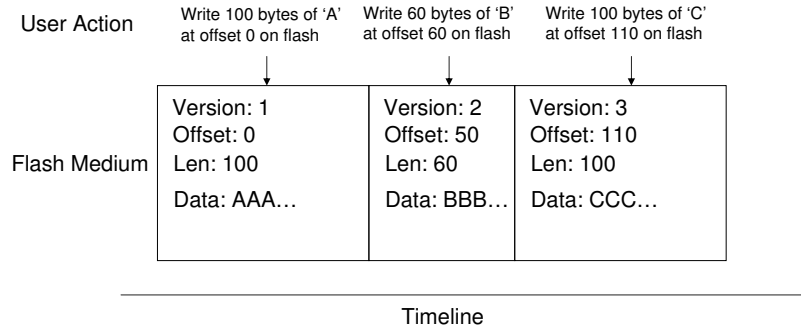 User Action
Write 100 bytes of ‘A’
at offset 0 on flash
Write 60 bytes of ‘B’
at offset 60 on flash
Write 100 bytes of ‘C’
at offset 110 on flash
Flash Medium
Version: 1
Offset: 0
Len: 100
Data: AAA…
Version: 2
Offset: 50
Len: 60
Data: BBB…
Version: 3
Offset: 110
Len: 100
Data: CCC…
Timeline